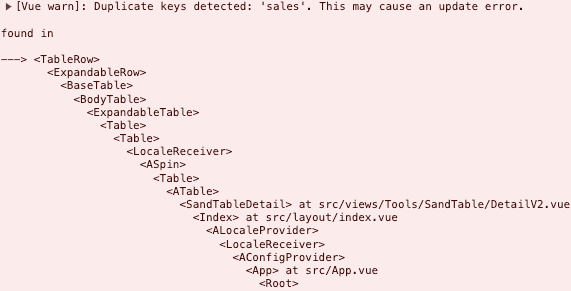 ▶[Vue warn]: Duplicate keys detected: 'sales'. This may cause an update error.
found in
---> <TableRow>
<ExpandableRow>
<BaseTable>
<BodyTable>
<ExpandableTable>
<Table>
<Table>
<LocaleReceiver>
<ASpin>
<Table>
<ATable>
<SandTableDetail> at src/views/Tools/SandTable/DetailV2.vue
<Index> at src/layout/index.vue
<ALocaleProvider>
<LocaleReceiver>
<AConfigProvider>
<App> at src/App.vue
<Root>